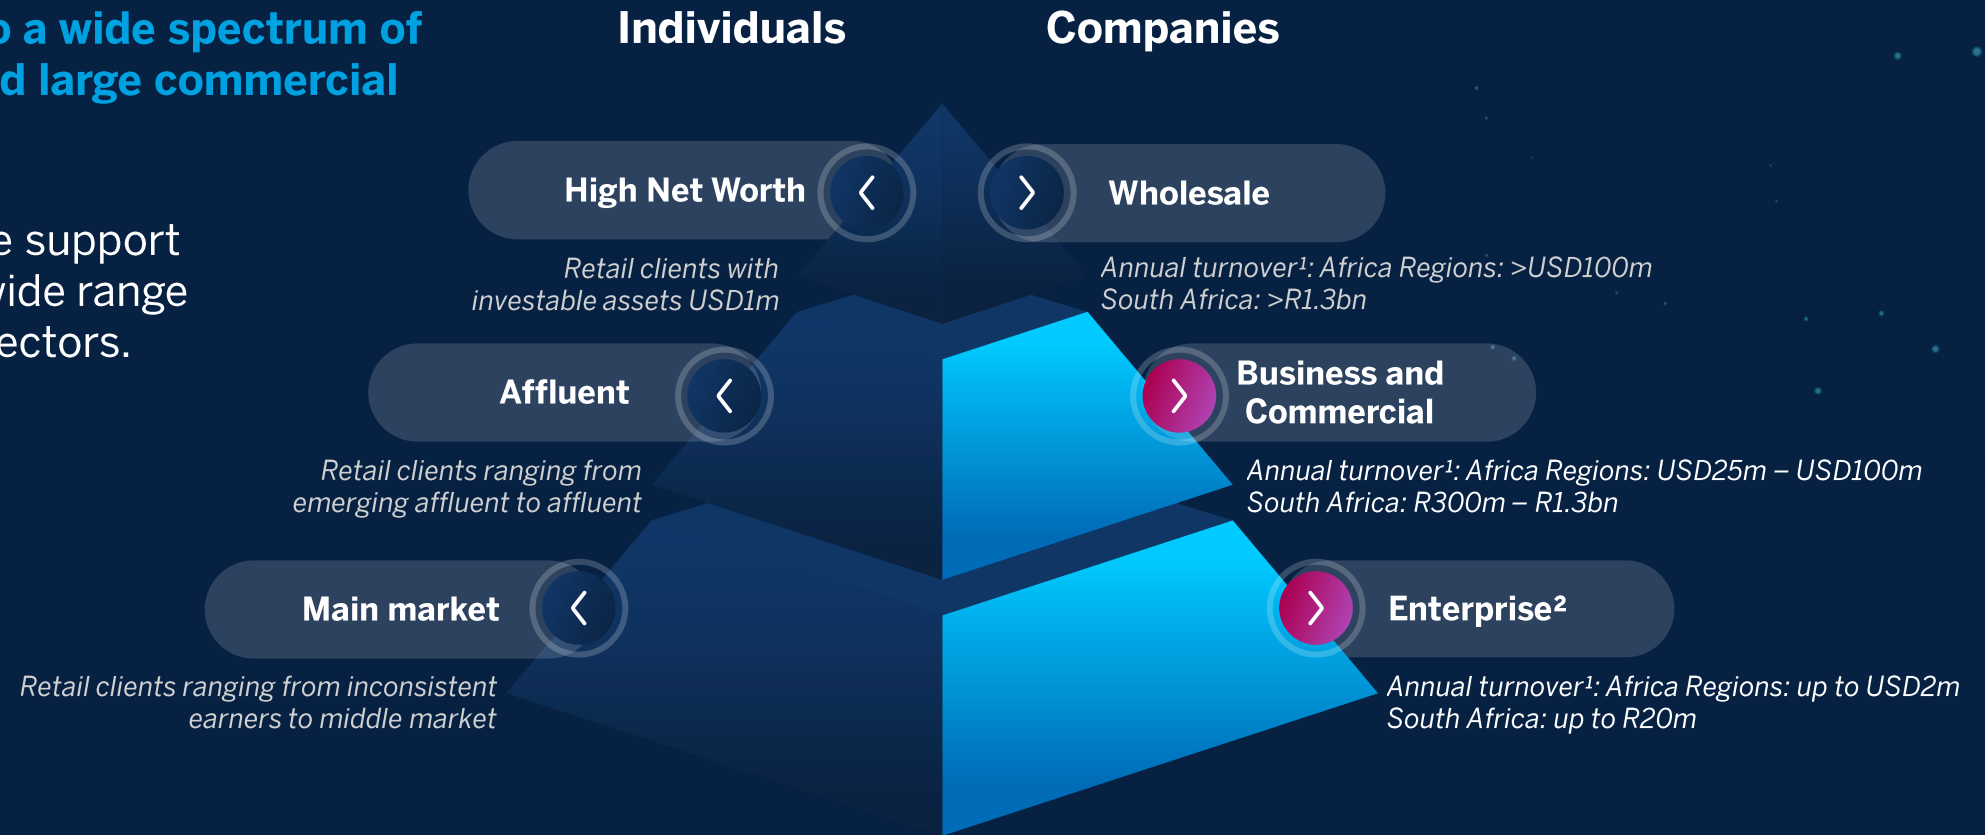 o a wide spectrum of
d large commercial
e support
wide range
ectors.
Individuals
Companies
High Net Worth
Retail clients with
investable assets USD1m
Wholesale
Annual turnover¹: Africa Regions: >USD100m
South Africa: >R1.3bn
Affluent
Retail clients ranging from
emerging affluent to affluent
Business and
Commercial
Annual turnover¹: Africa Regions: USD25m – USD100m
South Africa: R300m – R1.3bn
Main market
Retail clients ranging from inconsistent
earners to middle market
Enterprise²
Annual turnover¹: Africa Regions: up to USD2m
South Africa: up to R20m